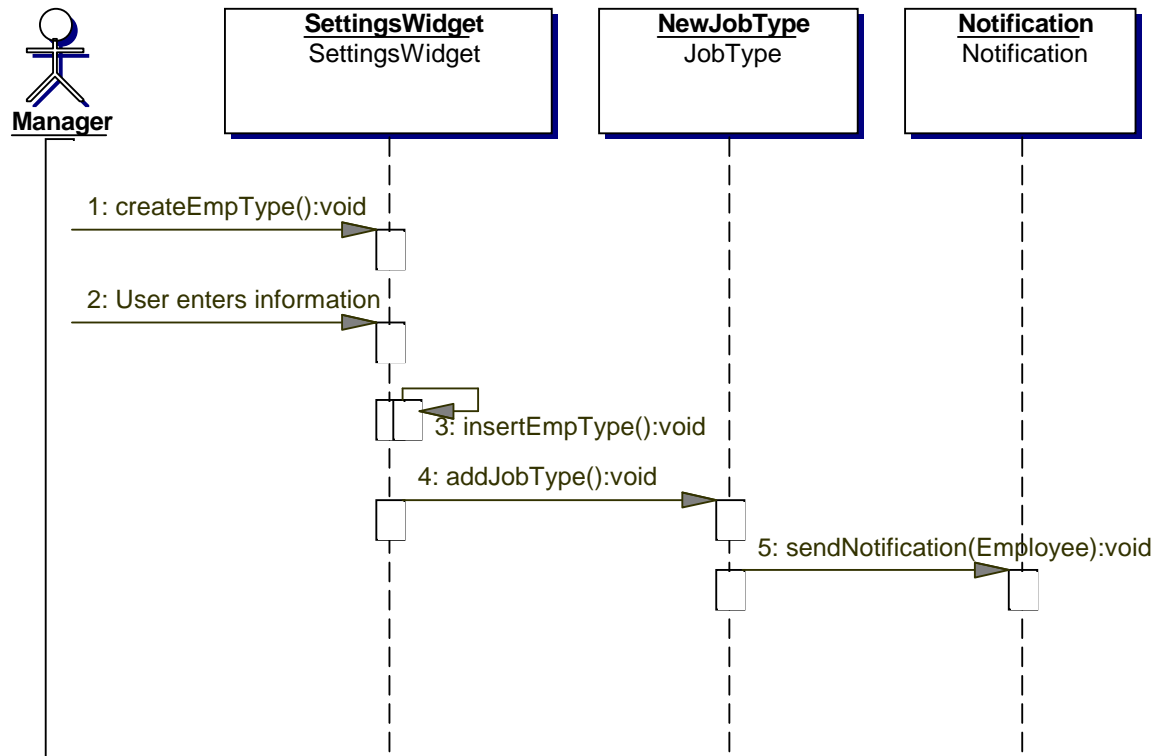 Manager
SettingsWidget
SettingsWidget
NewJobType
JobType
Notification
Notification
1: createEmpType():void
2: User enters information
3: insertEmpType():void
4: addJobType():void
5: sendNotification(Employee):void